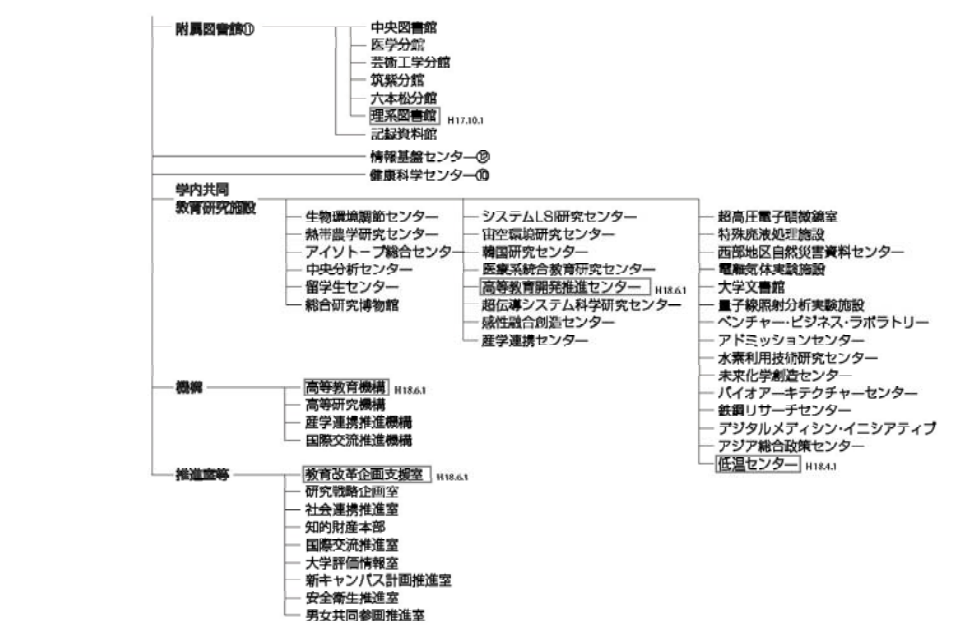 附属図書館⑪
中央図書館
医学分館
芸術工学分館
筑紫分館
六本松分館
理系図書館 H17.10.1
記録資料館
情報基盤センター⑫
健康科学センター⑩
学内共同
教育研究施設
生物環境調節センター
熱帯農学研究センター
アイソトープ総合センター
中央分析センター
留学生センター
総合研究博物館
システムLSI研究センター
宙空環境研究センター
韓国研究センター
医療系統合教育研究センター
高等教育開発推進センター H18.6.1
超伝導システム科学研究センター
感性融合創造センター
産学連携センター
超高圧電子顕微鏡室
特殊廃液処理施設
西部地区自然災害資料センター
電離気体実験施設
大学文書館
量子線照射分析実験施設
ベンチャー・ビジネス・ラボラトリー
アドミッションセンター
水素利用技術研究センター
未来化学創造センター
バイオアーキテクチャーセンター
鉄鋼リサーチセンター
デジタルメディシン・イニシアティブ
アジア総合政策センター
低温センター H18.4.1
機構
高等教育機構 H18.6.1
高等研究機構
産学連携推進機構
国際交流推進機構
推進室等
教育改革企画支援室 H18.6.1
研究戦略企画室
社会連携推進室
知的財産本部
国際交流推進室
大学評価情報室
新キャンパス計画推進室
安全衛生推進室
男女共同参画推進室